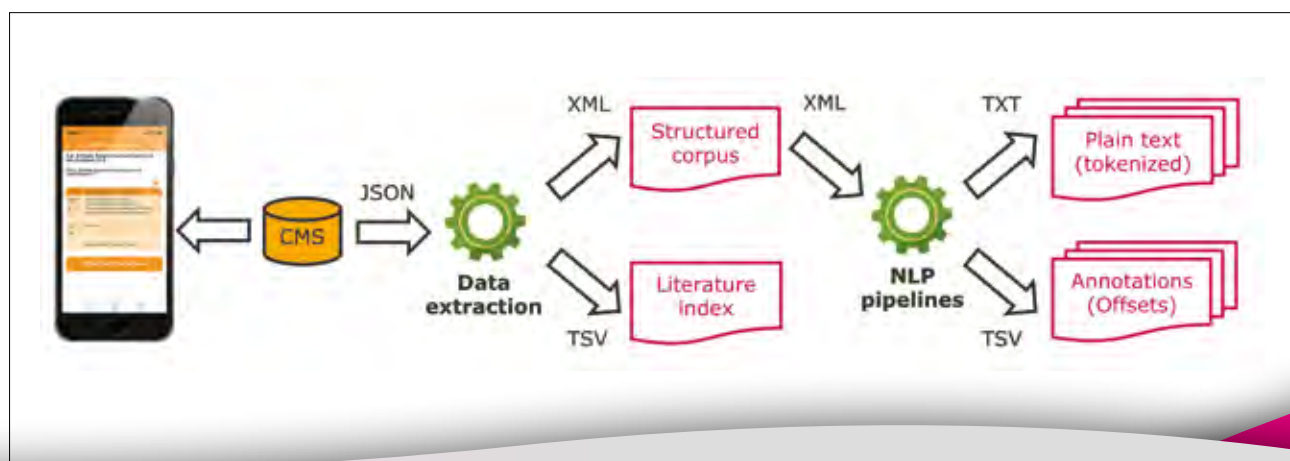 XML
XML
TXT
Structured
corpus
Plain text
(tokenized)
JSON
CMS
Data
extraction
NLP
pipelines
Literature
index
Annotations
(Offsets)
TSV
TSV